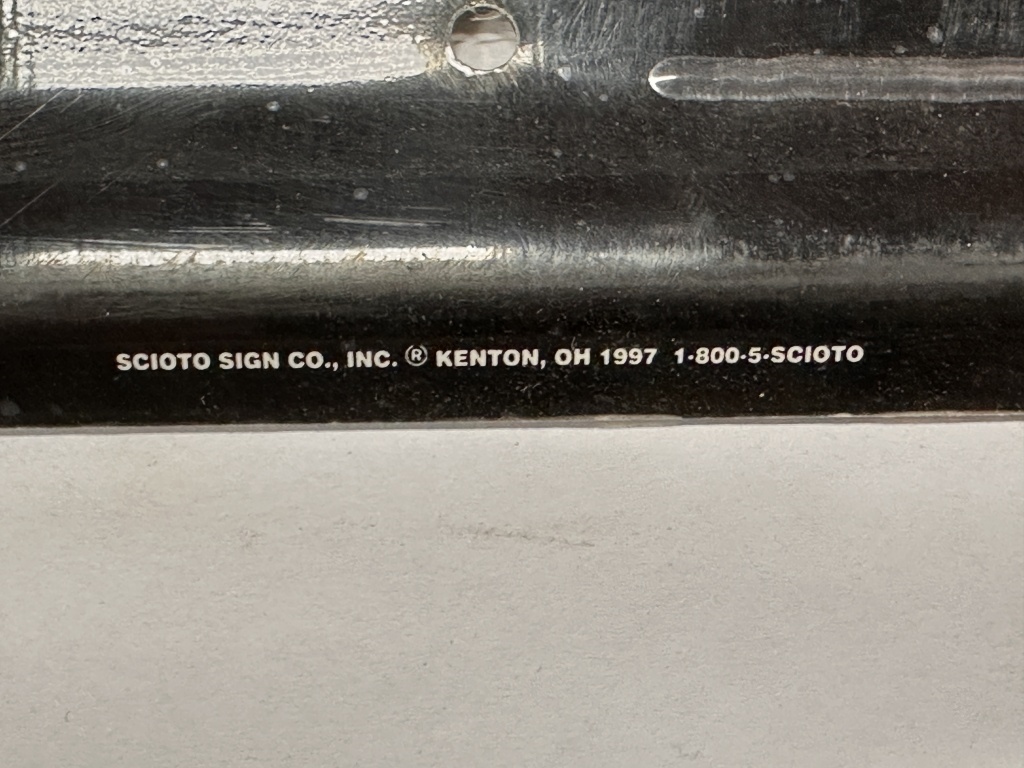 SCIOTO SIGN CO., INC. ® KENTON, OH 1997 1-800-5-SCIOTO